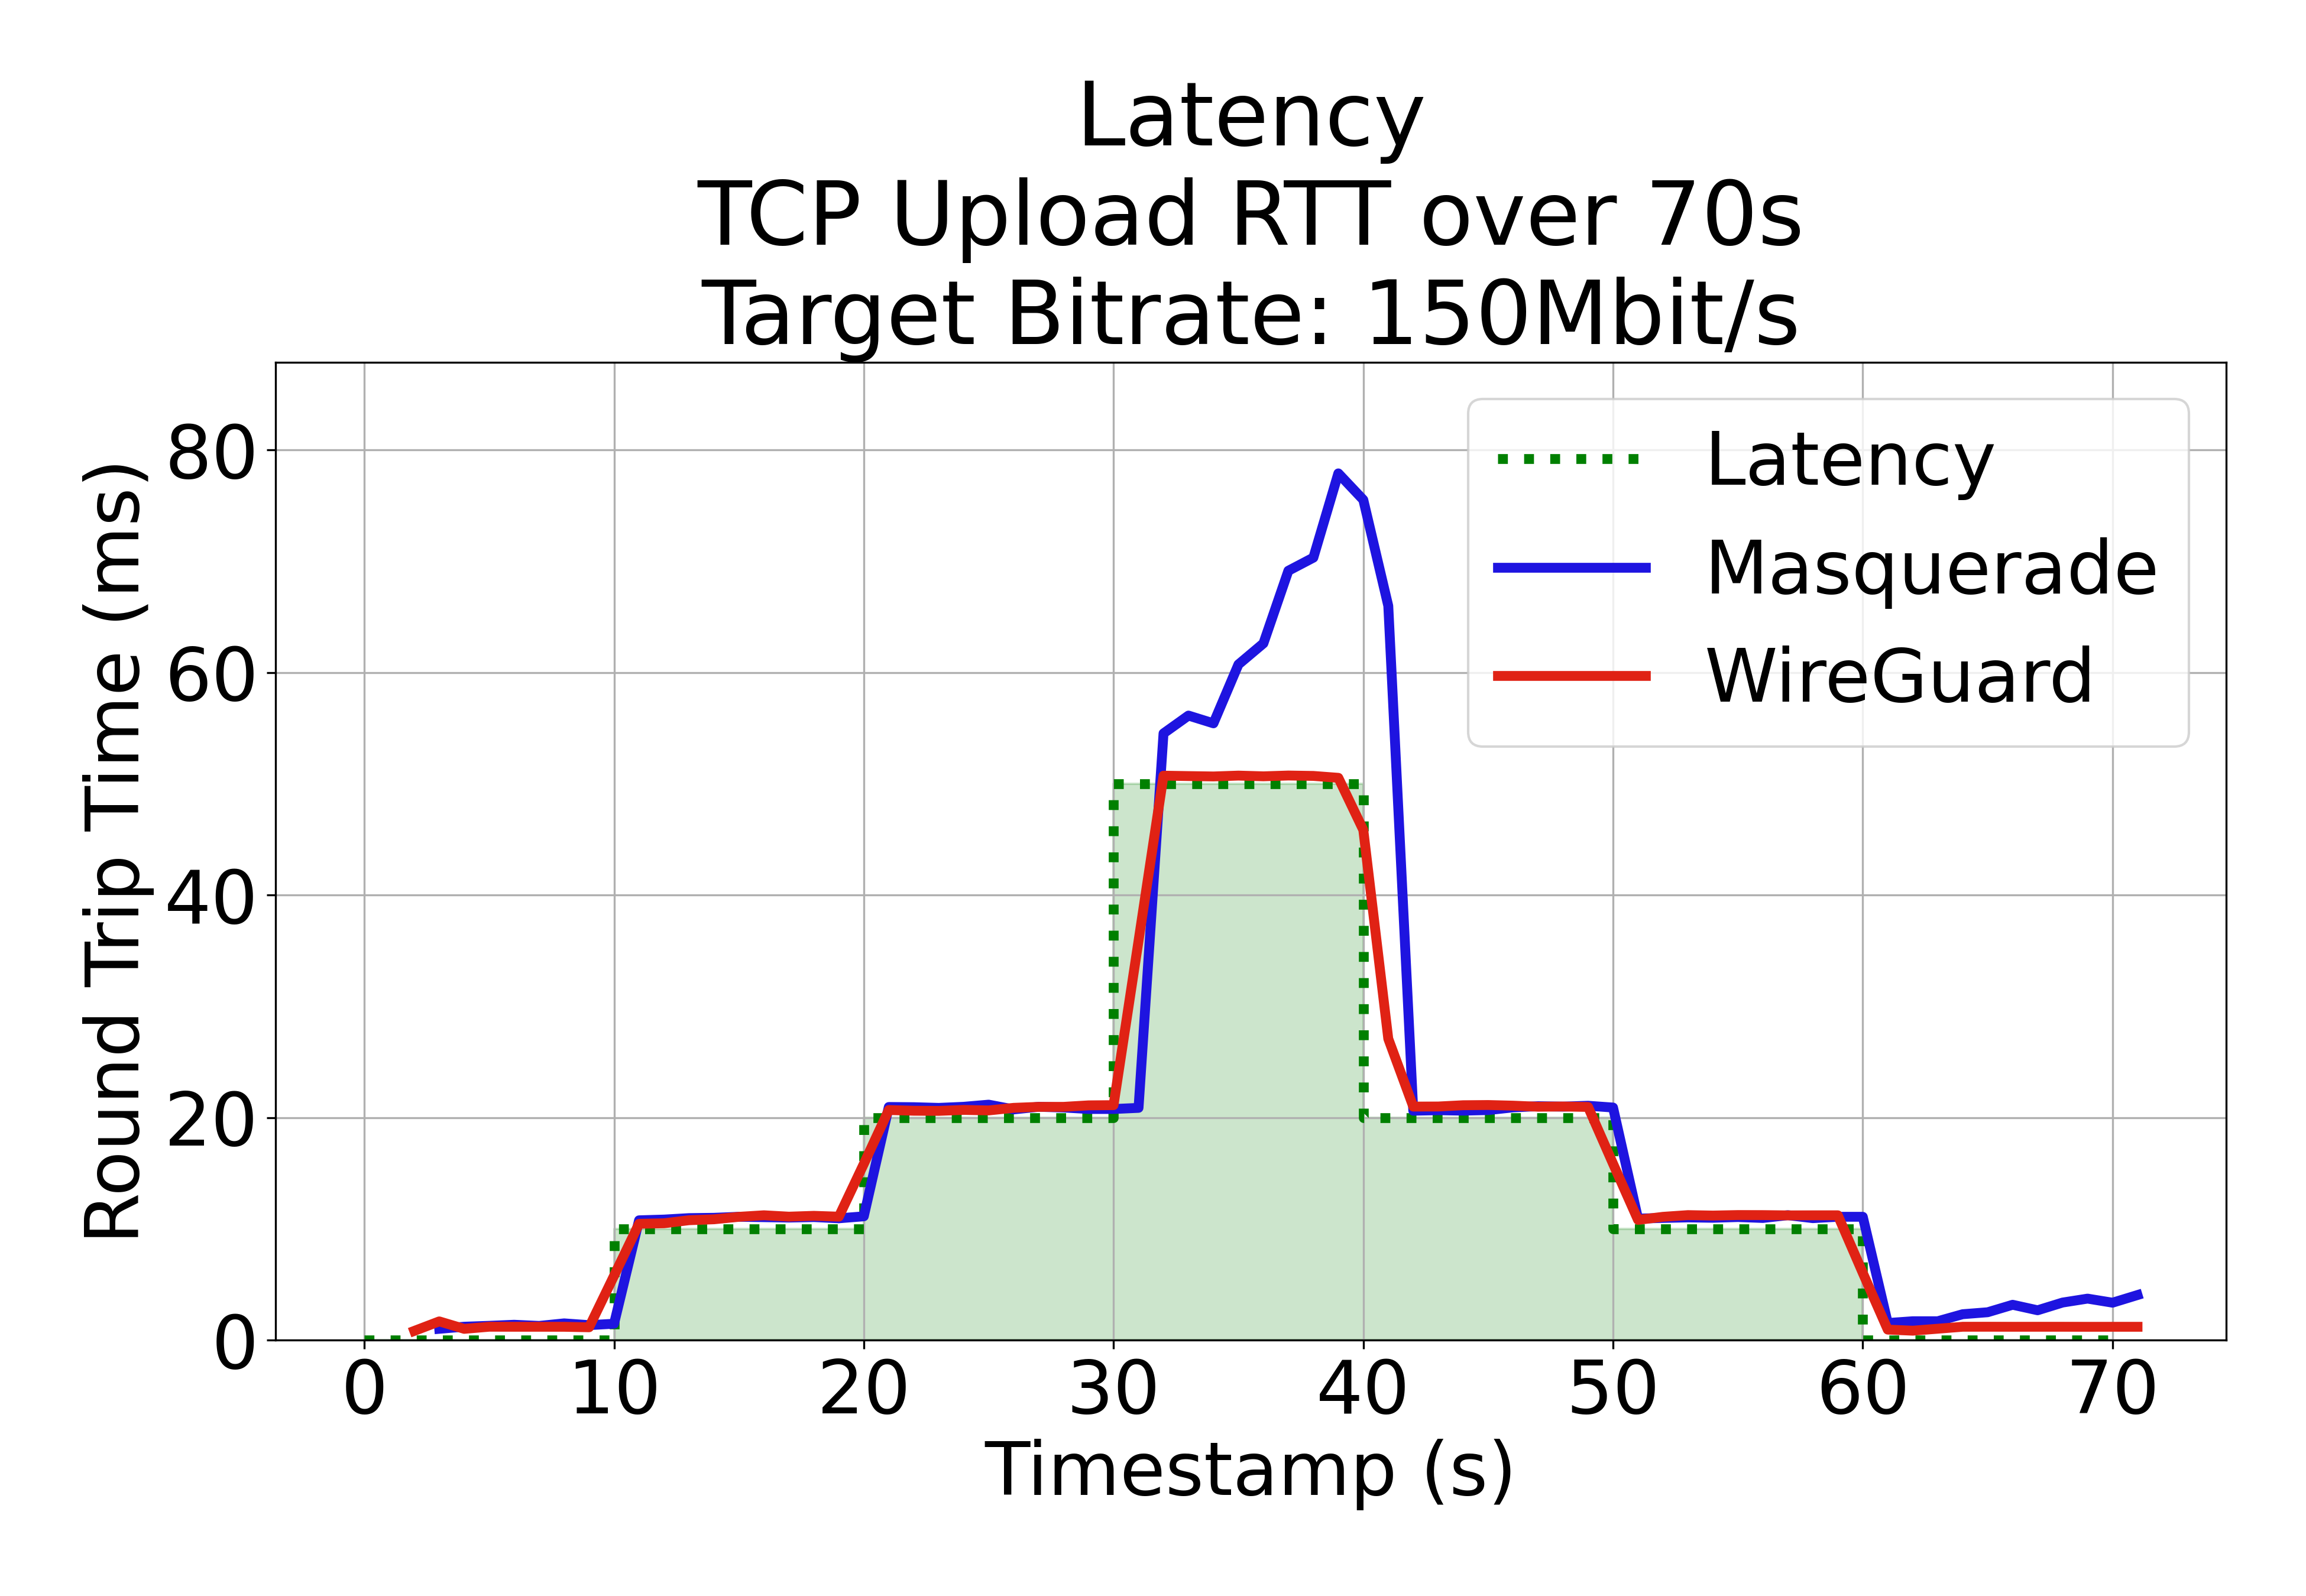 Latency
TCP Upload RTT over 70s
Target Bitrate: 150Mbit/s
80
60
40
20
0
Round Trip Time (ms)
Latency
Masquerade
WireGuard
0 10 20 30 40 50 60 70
Timestamp (s)